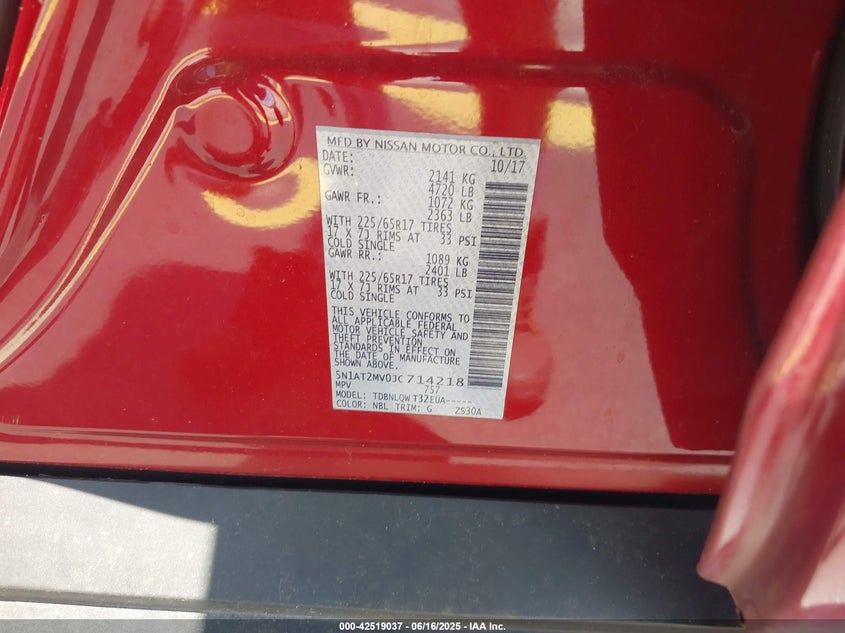 MFD BY NISSAN MOTOR CO., LTD.
DATE: 10/17
GVWR: 2141 KG
4720 LB
GAWR FR.: 1072 KG
2363 LB
WITH 225/65R17 TIRES
17 X 7J RIMS AT 33 PSI
COLD SINGLE
GAWR RR.: 1089 KG
2401 LB
WITH 225/65R17 TIRES
17 X 7J RIMS AT 33 PSI
COLD SINGLE
THIS VEHICLE CONFORMS TO
ALL APPLICABLE FEDERAL
MOTOR VEHICLE SAFETY AND
THEFT PREVENTION
STANDARDS IN EFFECT ON
THE DATE OF MANUFACTURE
SHOWN ABOVE.
5N1AT2MV0JC714218
MPV 757
MODEL: TDBNLQWT3ZEUA-----
COLOR: NBL TRIM: G ZS30A
000-42519037 - 06/16/2025 - IAA Inc.